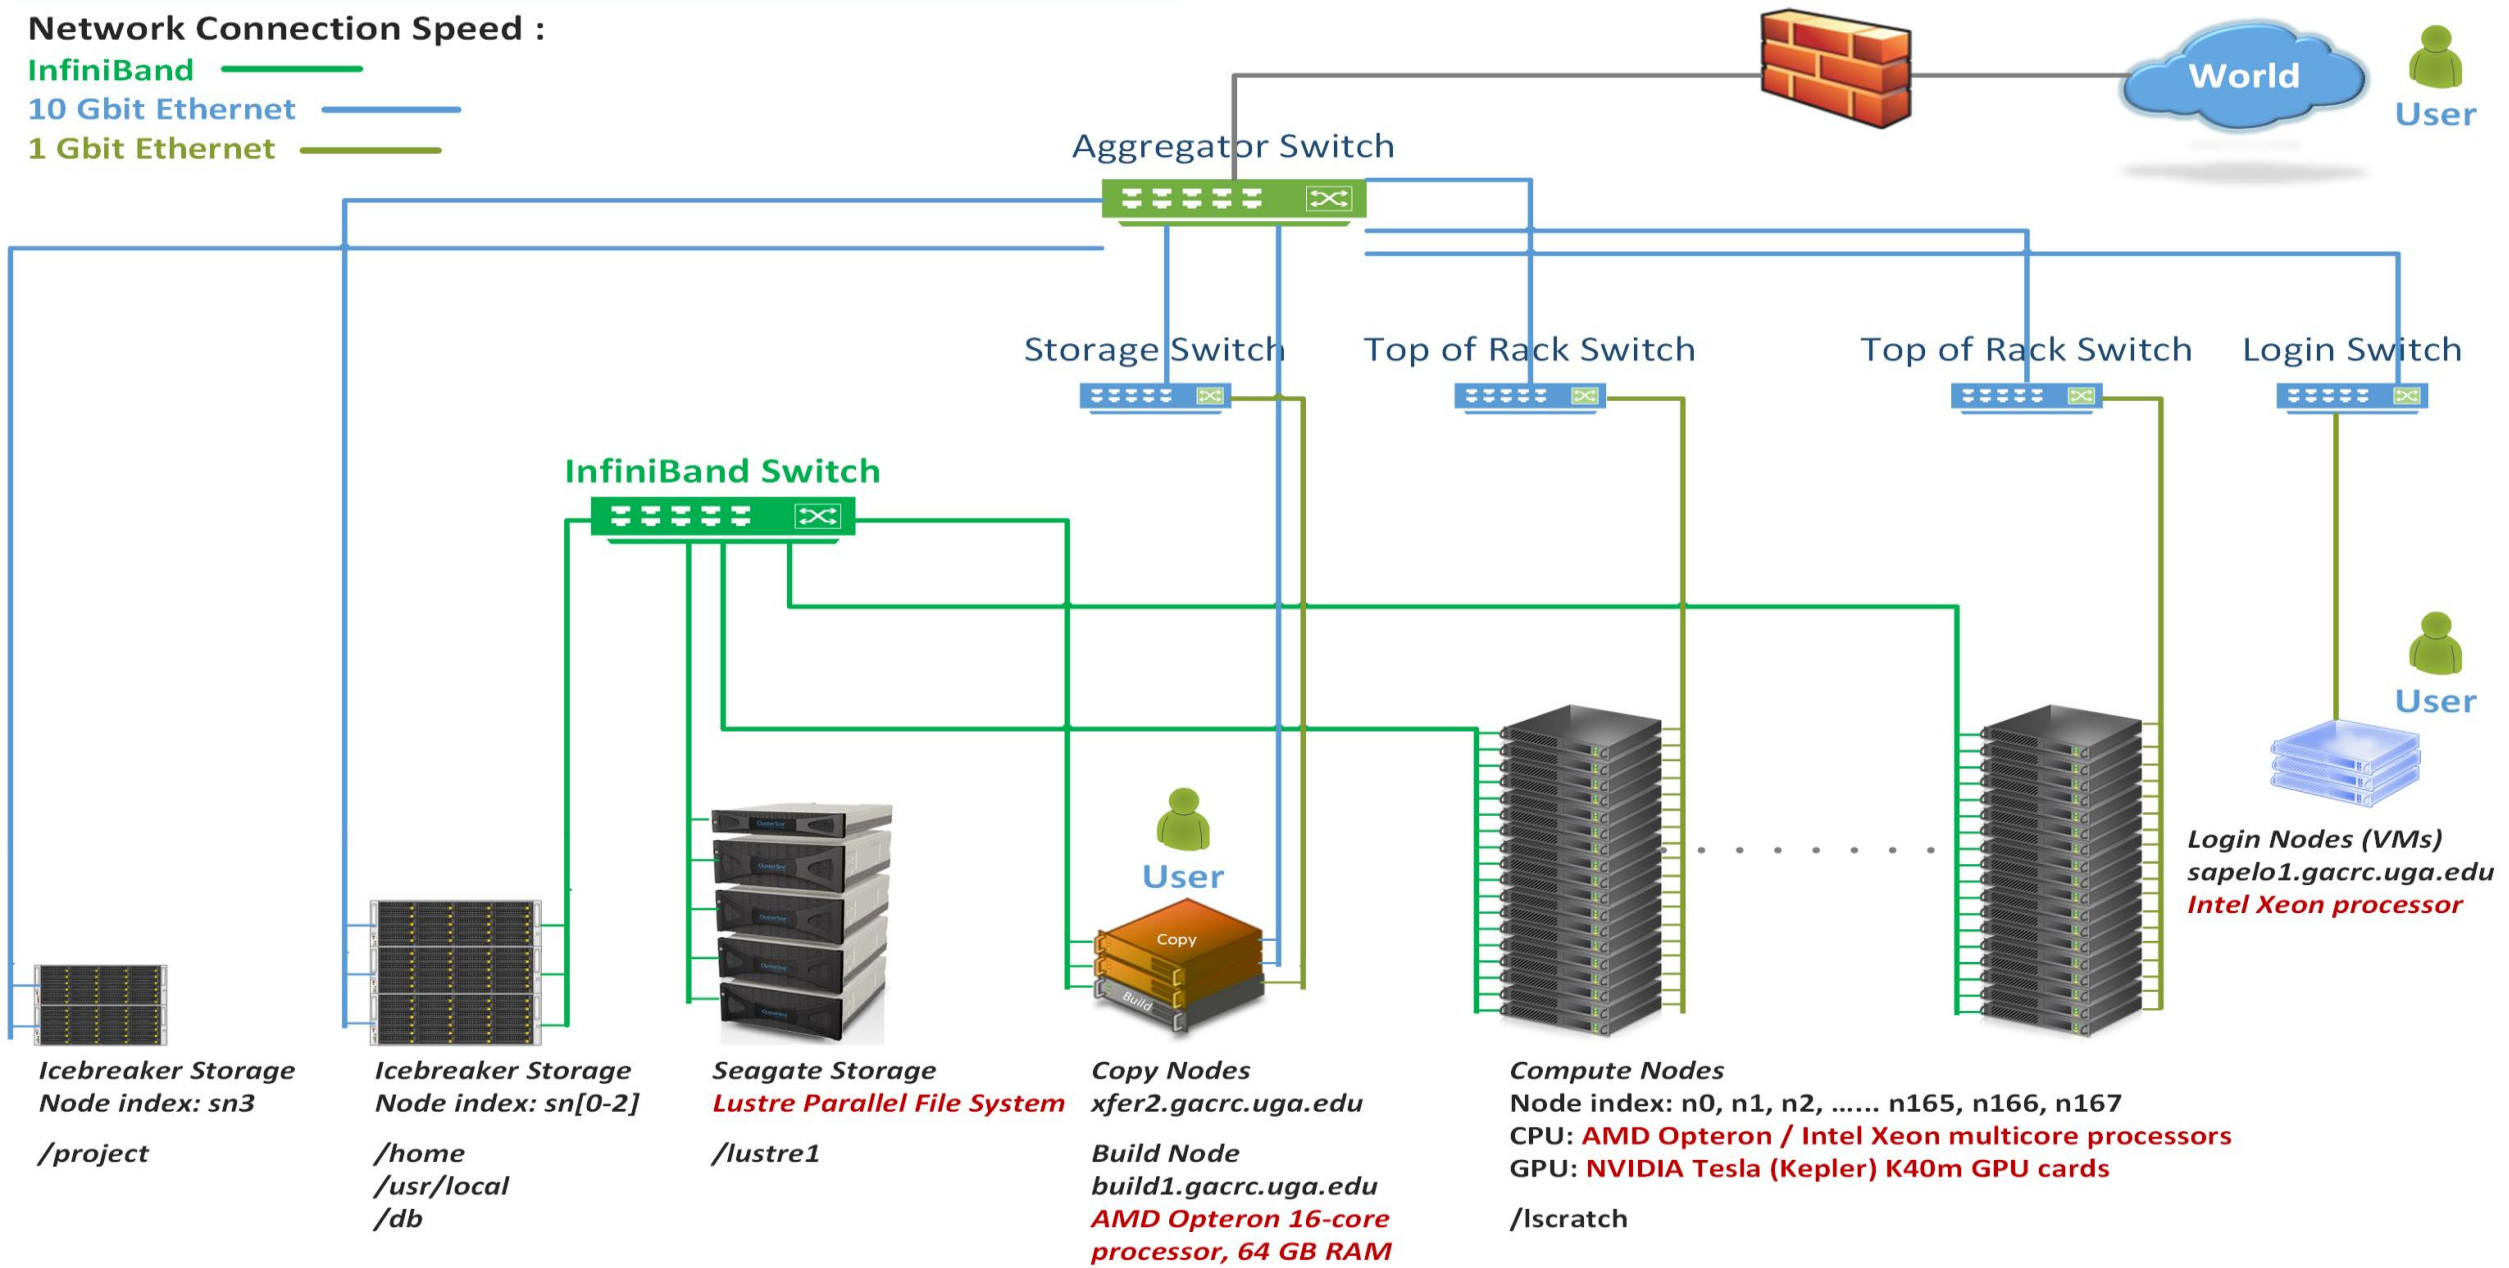 Network Connection Speed :
InfiniBand
10 Gbit Ethernet
1 Gbit Ethernet
World
User
Aggregator Switch
Storage Switch
Top of Rack Switch
Top of Rack Switch
Login Switch
InfiniBand Switch
User
User
Copy
Build
Login Nodes (VMs)
sapelo1.gacrc.uga.edu
Intel Xeon processor
Icebreaker Storage
Node index: sn3
/project
Icebreaker Storage
Node index: sn[0-2]
/home
/usr/local
/db
Seagate Storage
Lustre Parallel File System
/lustre1
Copy Nodes
xfer2.gacrc.uga.edu
Build Node
build1.gacrc.uga.edu
AMD Opteron 16-core
processor, 64 GB RAM
Compute Nodes
Node index: n0, n1, n2, ...... n165, n166, n167
CPU: AMD Opteron / Intel Xeon multicore processors
GPU: NVIDIA Tesla (Kepler) K40m GPU cards
/lscratch